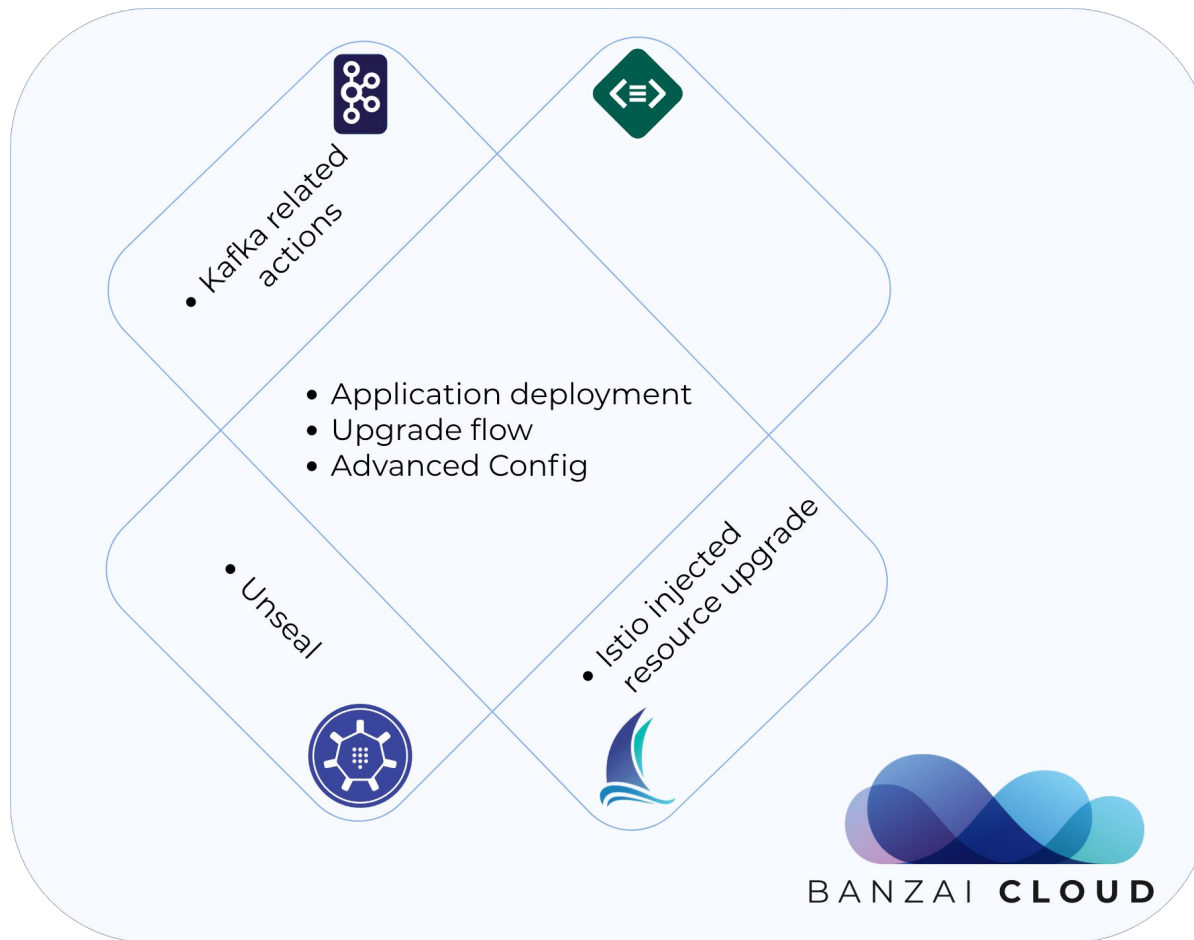 • Kafka related
actions
• Application deployment
• Upgrade flow
• Advanced Config
• Unseal
• Istio injected
resource upgrade
BANZAI CLOUD